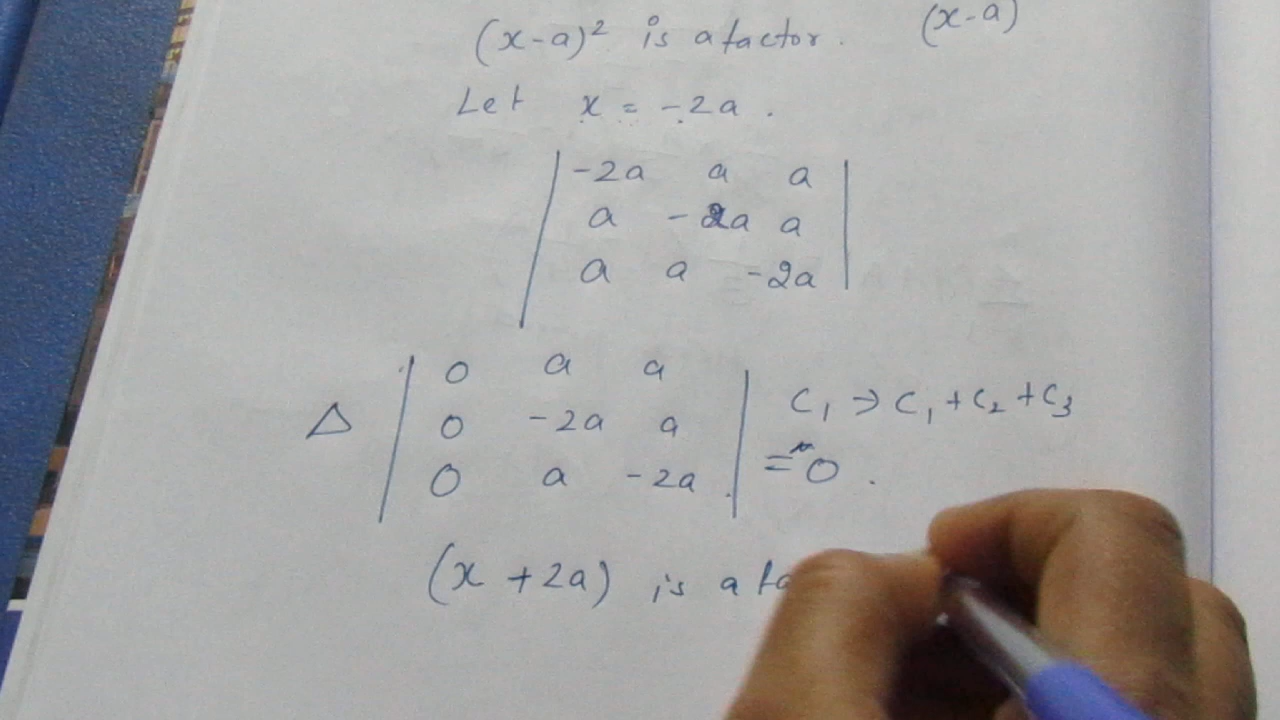 (x-a)² is a factor. (x-a)
Let x = -2a.
| -2a a a |
| a -2a a |
| a a -2a |
Δ | 0 a a |
| 0 -2a a | C₁ → C₁ + C₂ + C₃
| 0 a -2a | = 0.
(x + 2a) is a